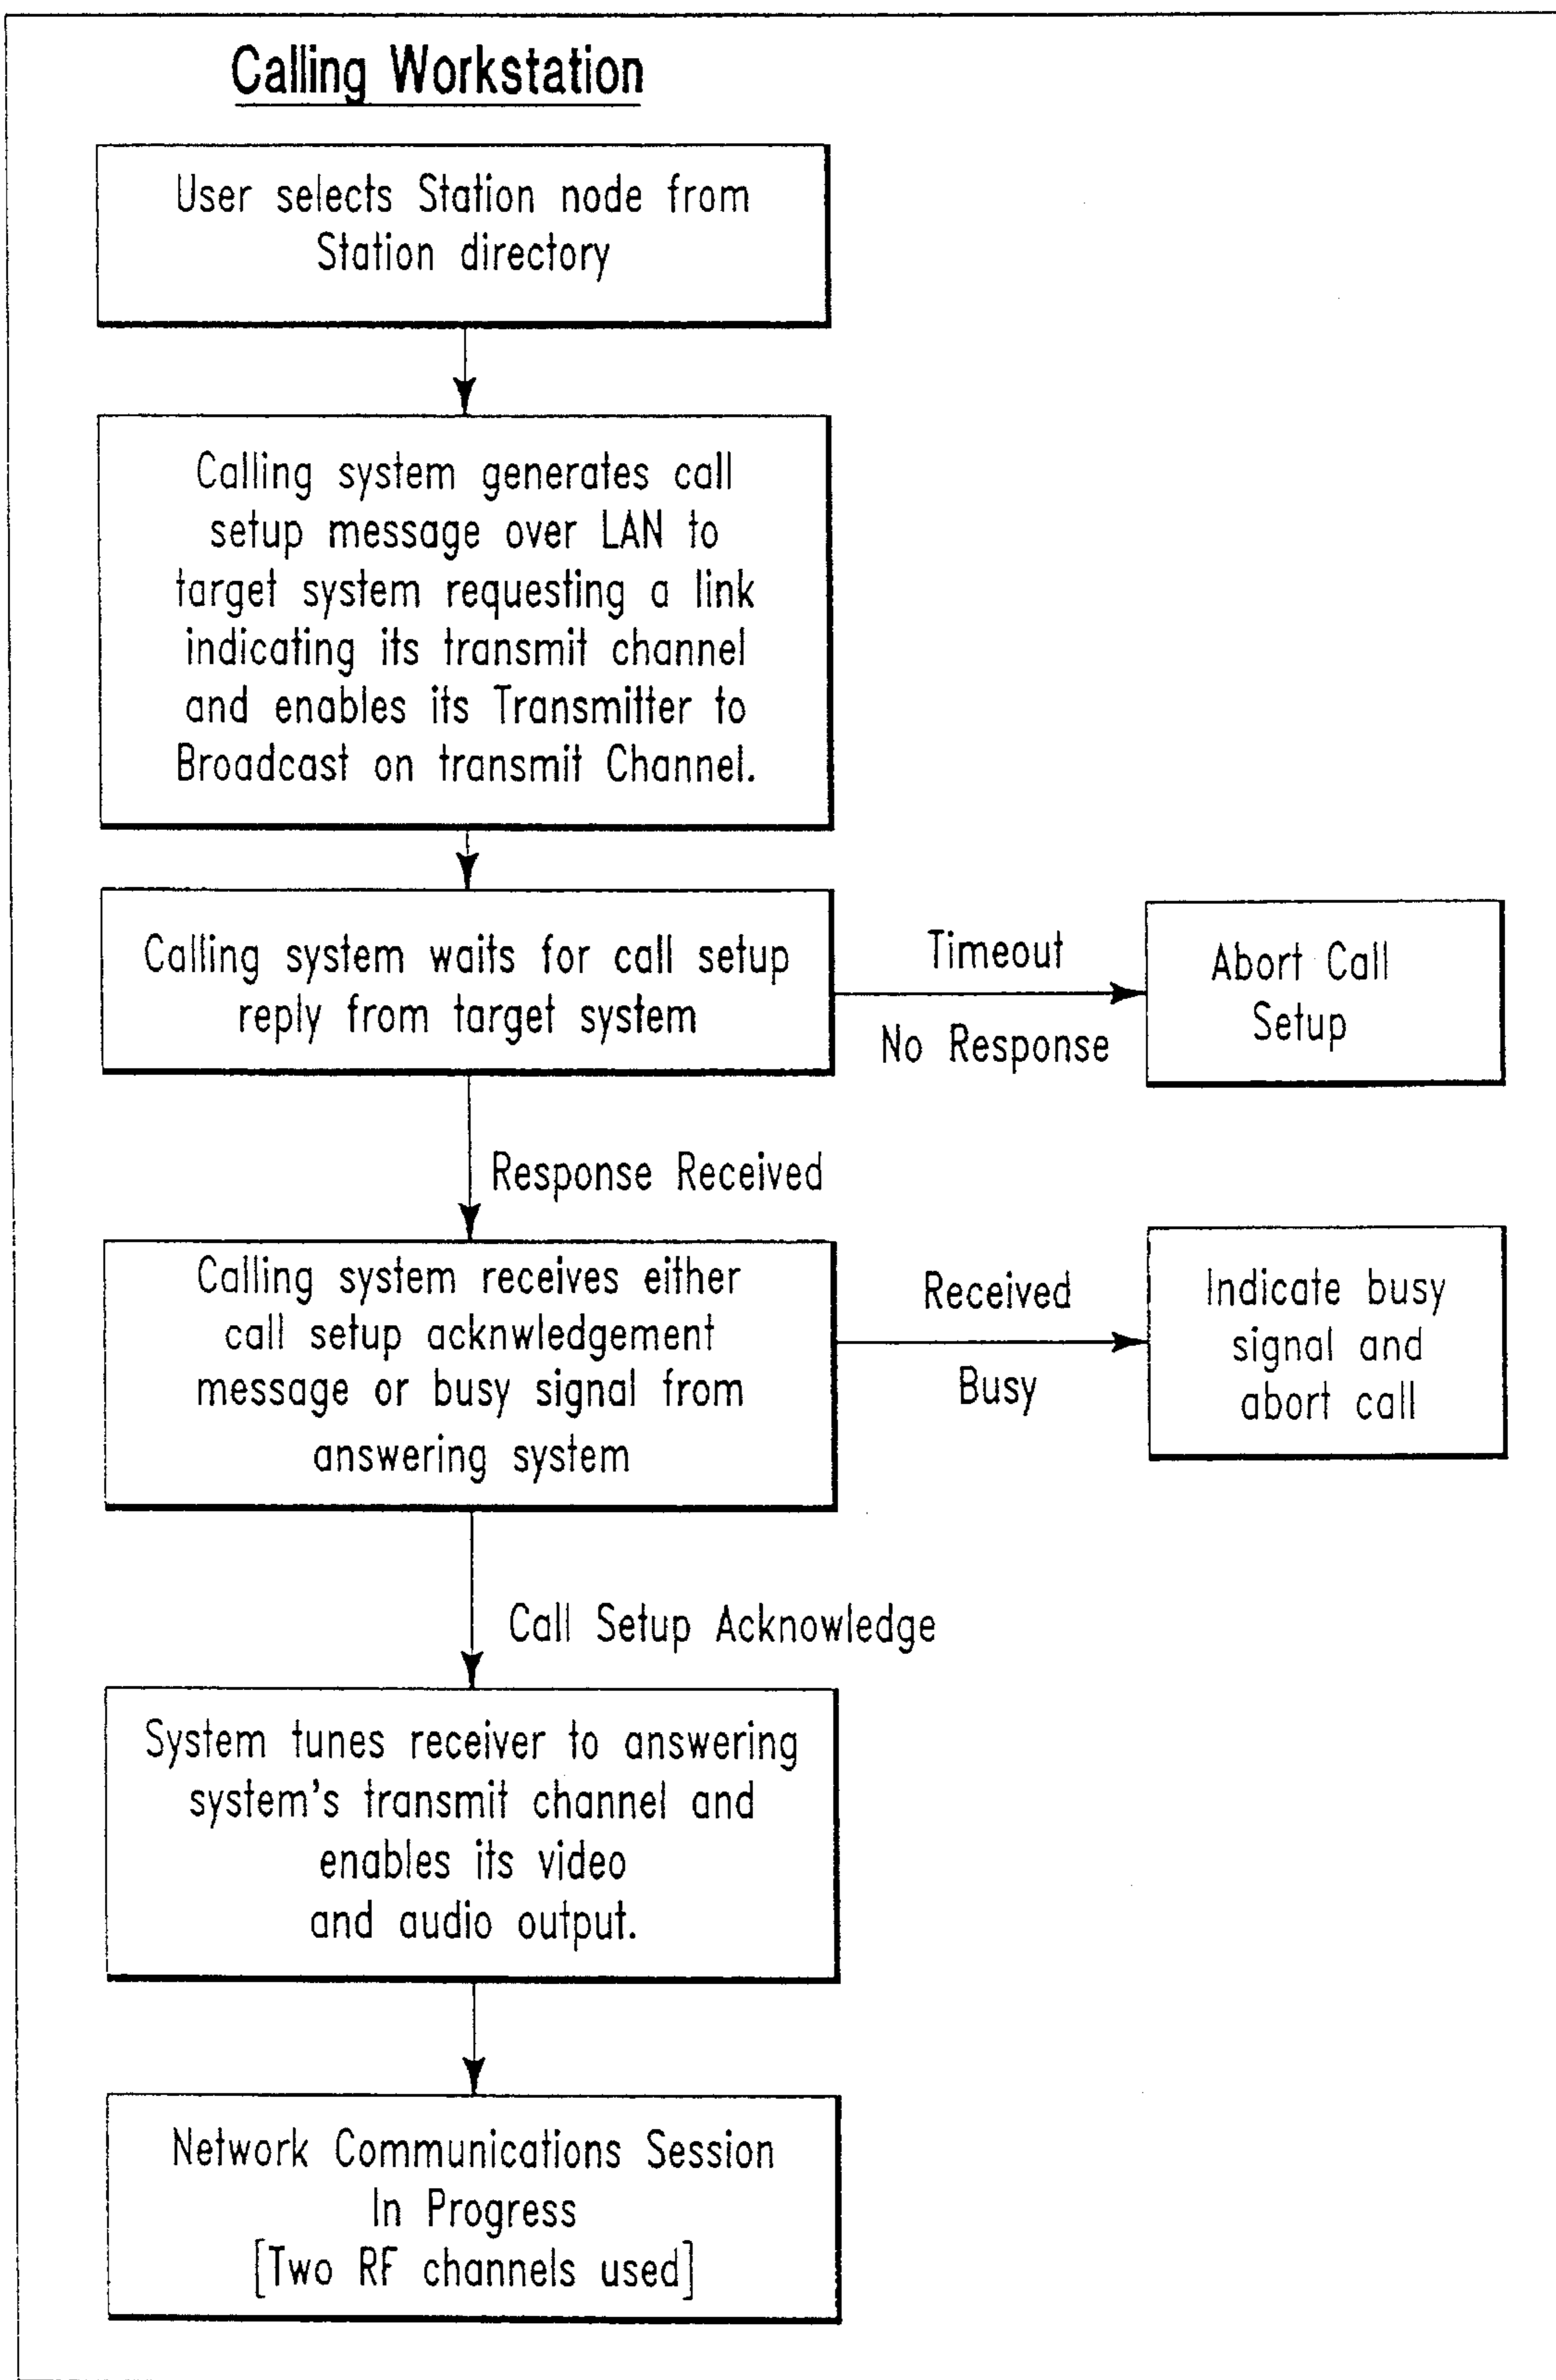 Calling Workstation
User selects Station node from
Station directory
Calling system generates call
setup message over LAN to
target system requesting a link
indicating its transmit channel
and enables its Transmitter to
Broadcast on transmit Channel.
Calling system waits for call setup
reply from target system
Timeout
No Response
Abort Call
Setup
Response Received
Calling system receives either
call setup acknwledgement
message or busy signal from
answering system
Received
Busy
Indicate busy
signal and
abort call
Call Setup Acknowledge
System tunes receiver to answering
system's transmit channel and
enables its video
and audio output.
Network Communications Session
In Progress
[Two RF channels used]